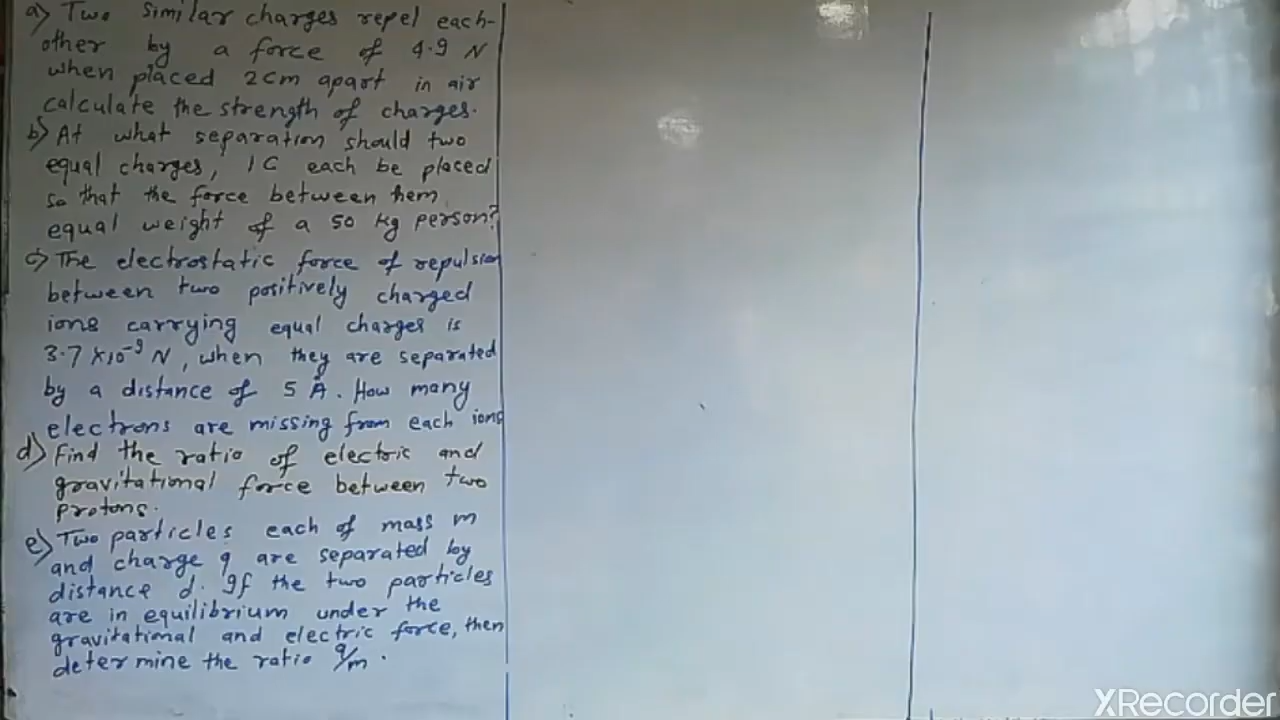 a) Two similar charges repel each-
other by a force of 4.9 N
when placed 2cm apart in air
calculate the strength of charges.
b) At what separation should two
equal charges, 1C each be placed
so that the force between hem
equal weight of a 50 kg person?
c) The electrostatic force of repulsion
between two positively charged
ions carrying equal charges is
3.7 x10⁻⁹ N, when they are separated
by a distance of 5 Å. How many
electrons are missing from each ions
d) Find the ratio of electric and
gravitational force between two
protons.
e) Two particles each of mass m
and charge q are separated by
distance d. If the two particles
are in equilibrium under the
gravitational and electric force, then
determine the ratio q/m.
XRecorder